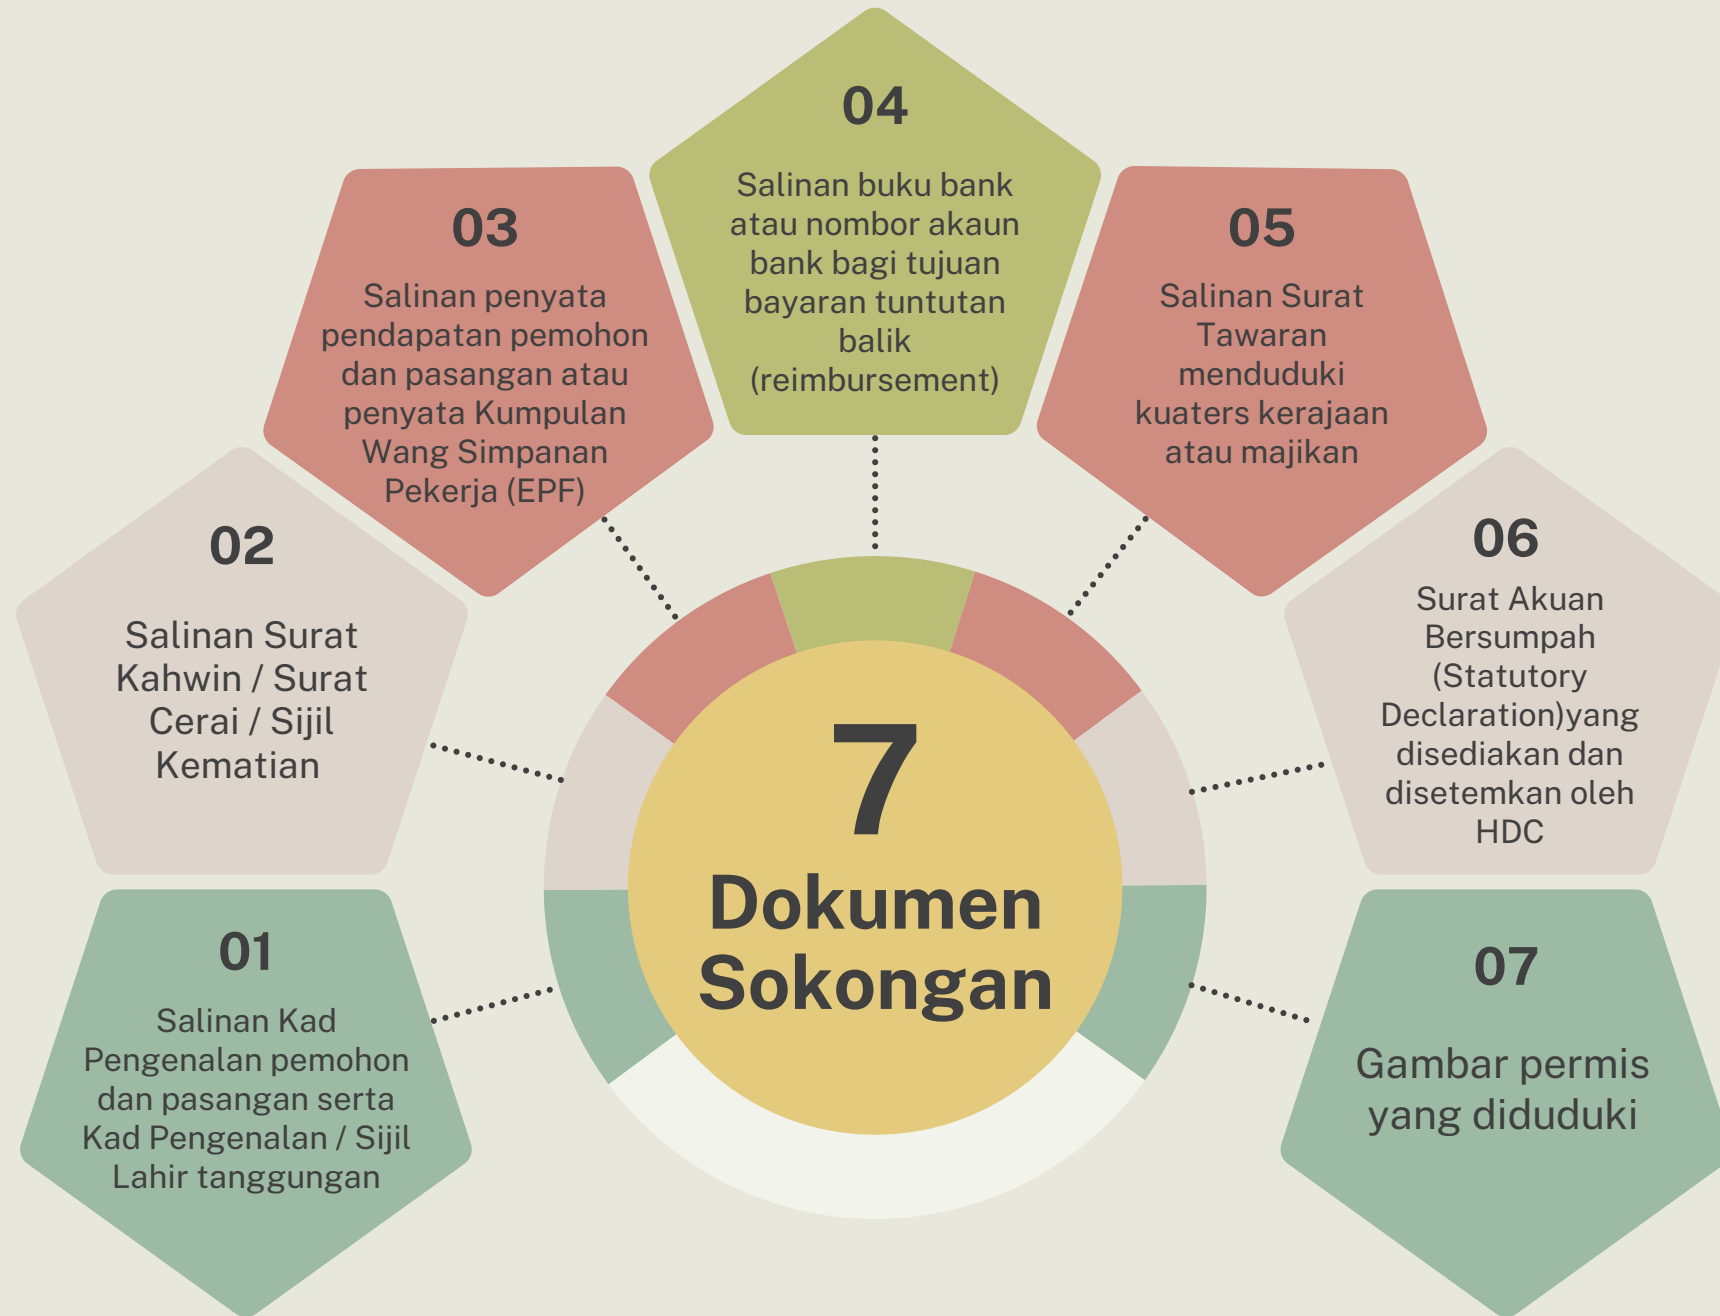 7
Dokumen
Sokongan
01
Salinan Kad
Pengenalan pemohon
dan pasangan serta
Kad Pengenalan / Sijil
Lahir tanggungan
02
Salinan Surat
Kahwin / Surat
Cerai / Sijil
Kematian
03
Salinan penyata
pendapatan pemohon
dan pasangan atau
penyata Kumpulan
Wang Simpanan
Pekerja (EPF)
04
Salinan buku bank
atau nombor akaun
bank bagi tujuan
bayaran tuntutan
balik
(reimbursement)
05
Salinan Surat
Tawaran
menduduki
kuaters kerajaan
atau majikan
06
Surat Akuan
Bersumpah
(Statutory
Declaration)yang
disediakan dan
disetemkan oleh
HDC
07
Gambar permis
yang diduduki